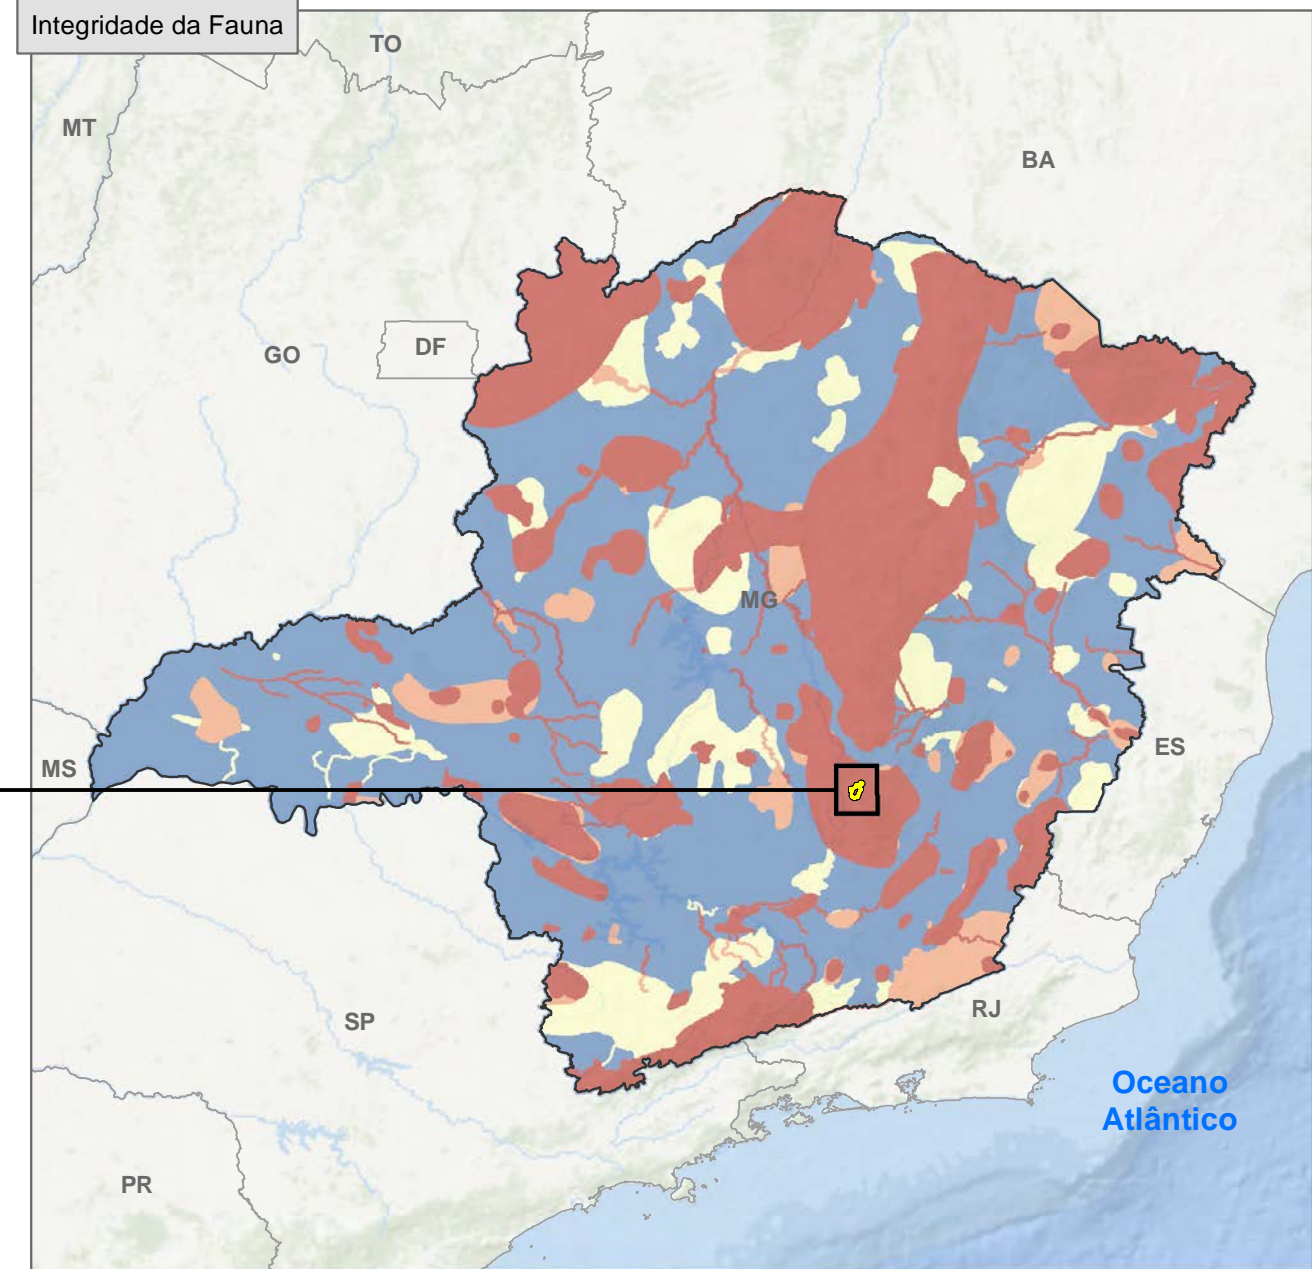 Integridade da Fauna
TO
MT
BA
GO
DF
MG
MS
ES
SP
RJ
Oceano
Atlântico
PR